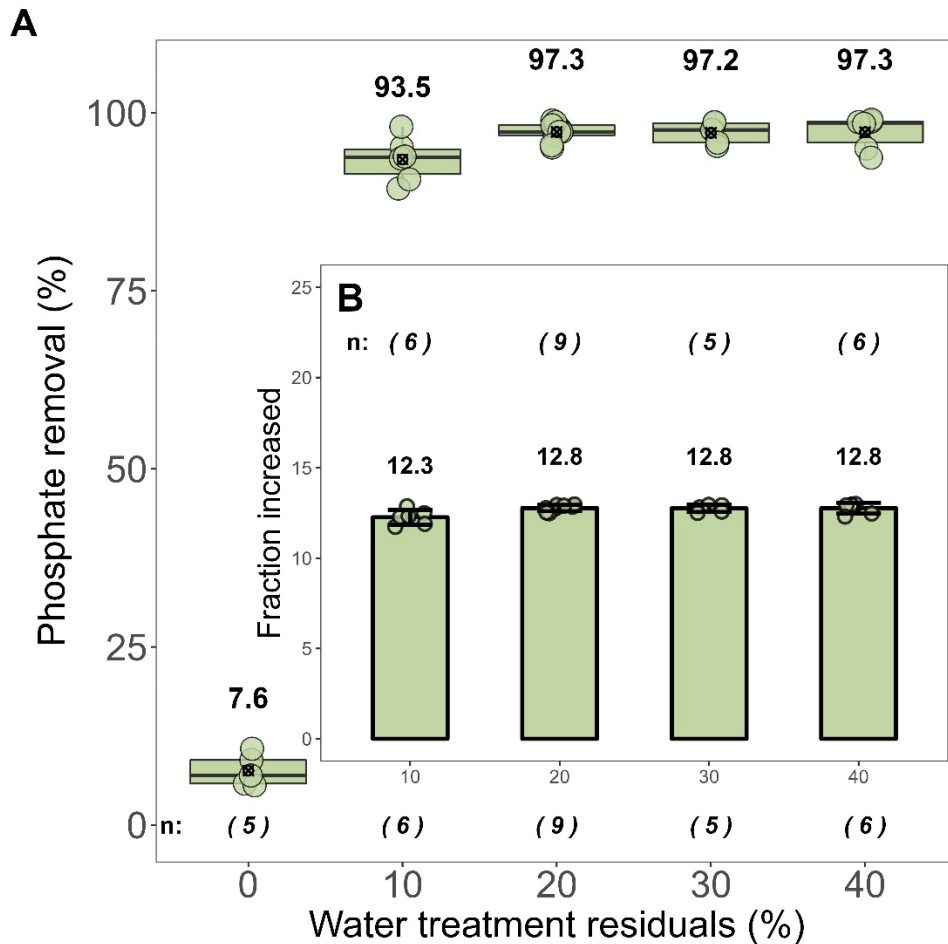 A
93.5
97.3
97.2
97.3
100
75
50
25
0
Phosphate removal (%)
7.6
n:
( 5 )
( 6 )
( 9 )
( 5 )
( 6 )
0
10
20
30
40
Water treatment residuals (%)
B
n:
( 6 )
( 9 )
( 5 )
( 6 )
25
20
15
10
5
0
Fraction increased
12.3
12.8
12.8
12.8
10
20
30
40